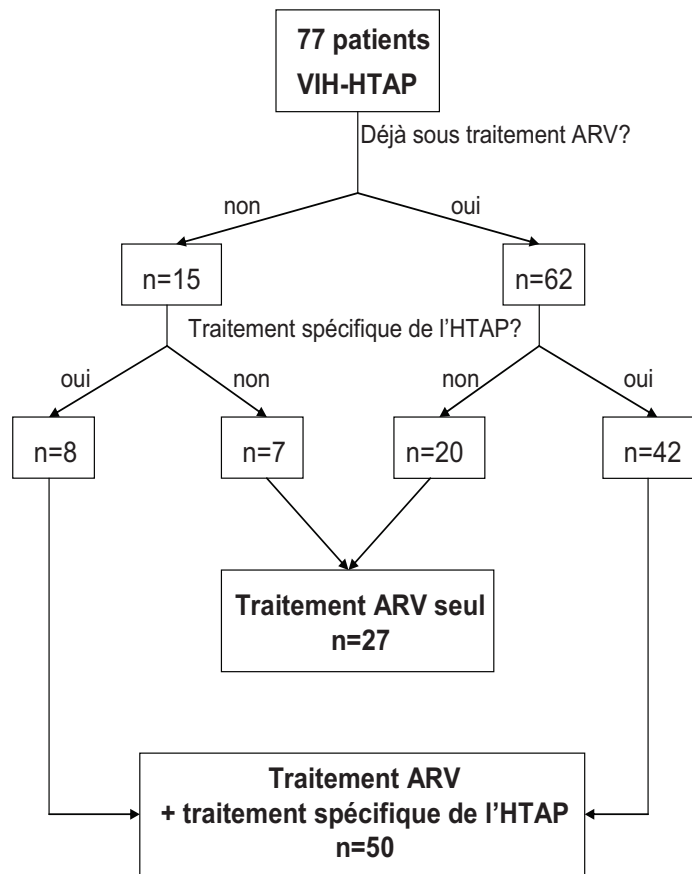 77 patients
VIH-HTAP
Déjà sous traitement ARV?
non
oui
n=15
n=62
Traitement spécifique de l'HTAP?
oui
non
non
oui
n=8
n=7
n=20
n=42
Traitement ARV seul
n=27
Traitement ARV
+ traitement spécifique de l'HTAP
n=50